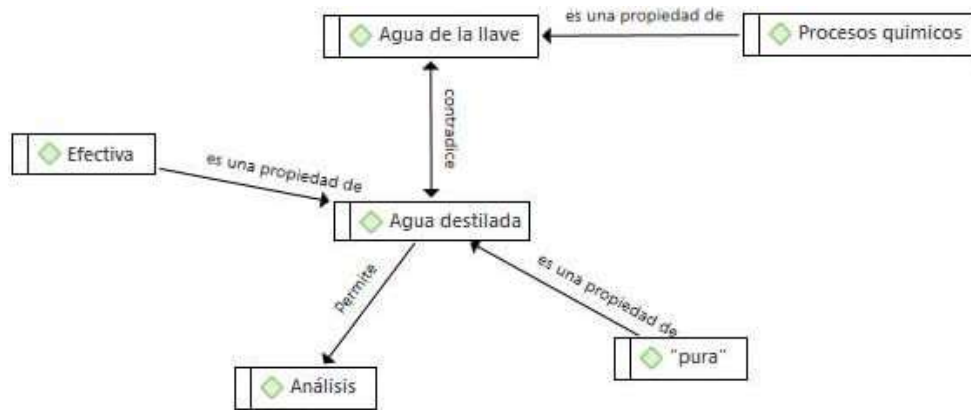 es una propiedad de
Agua de la llave
Procesos quimicos
contradice
Efectiva
es una propiedad de
Agua destilada
Permite
es una propiedad de
"pura"
Análisis